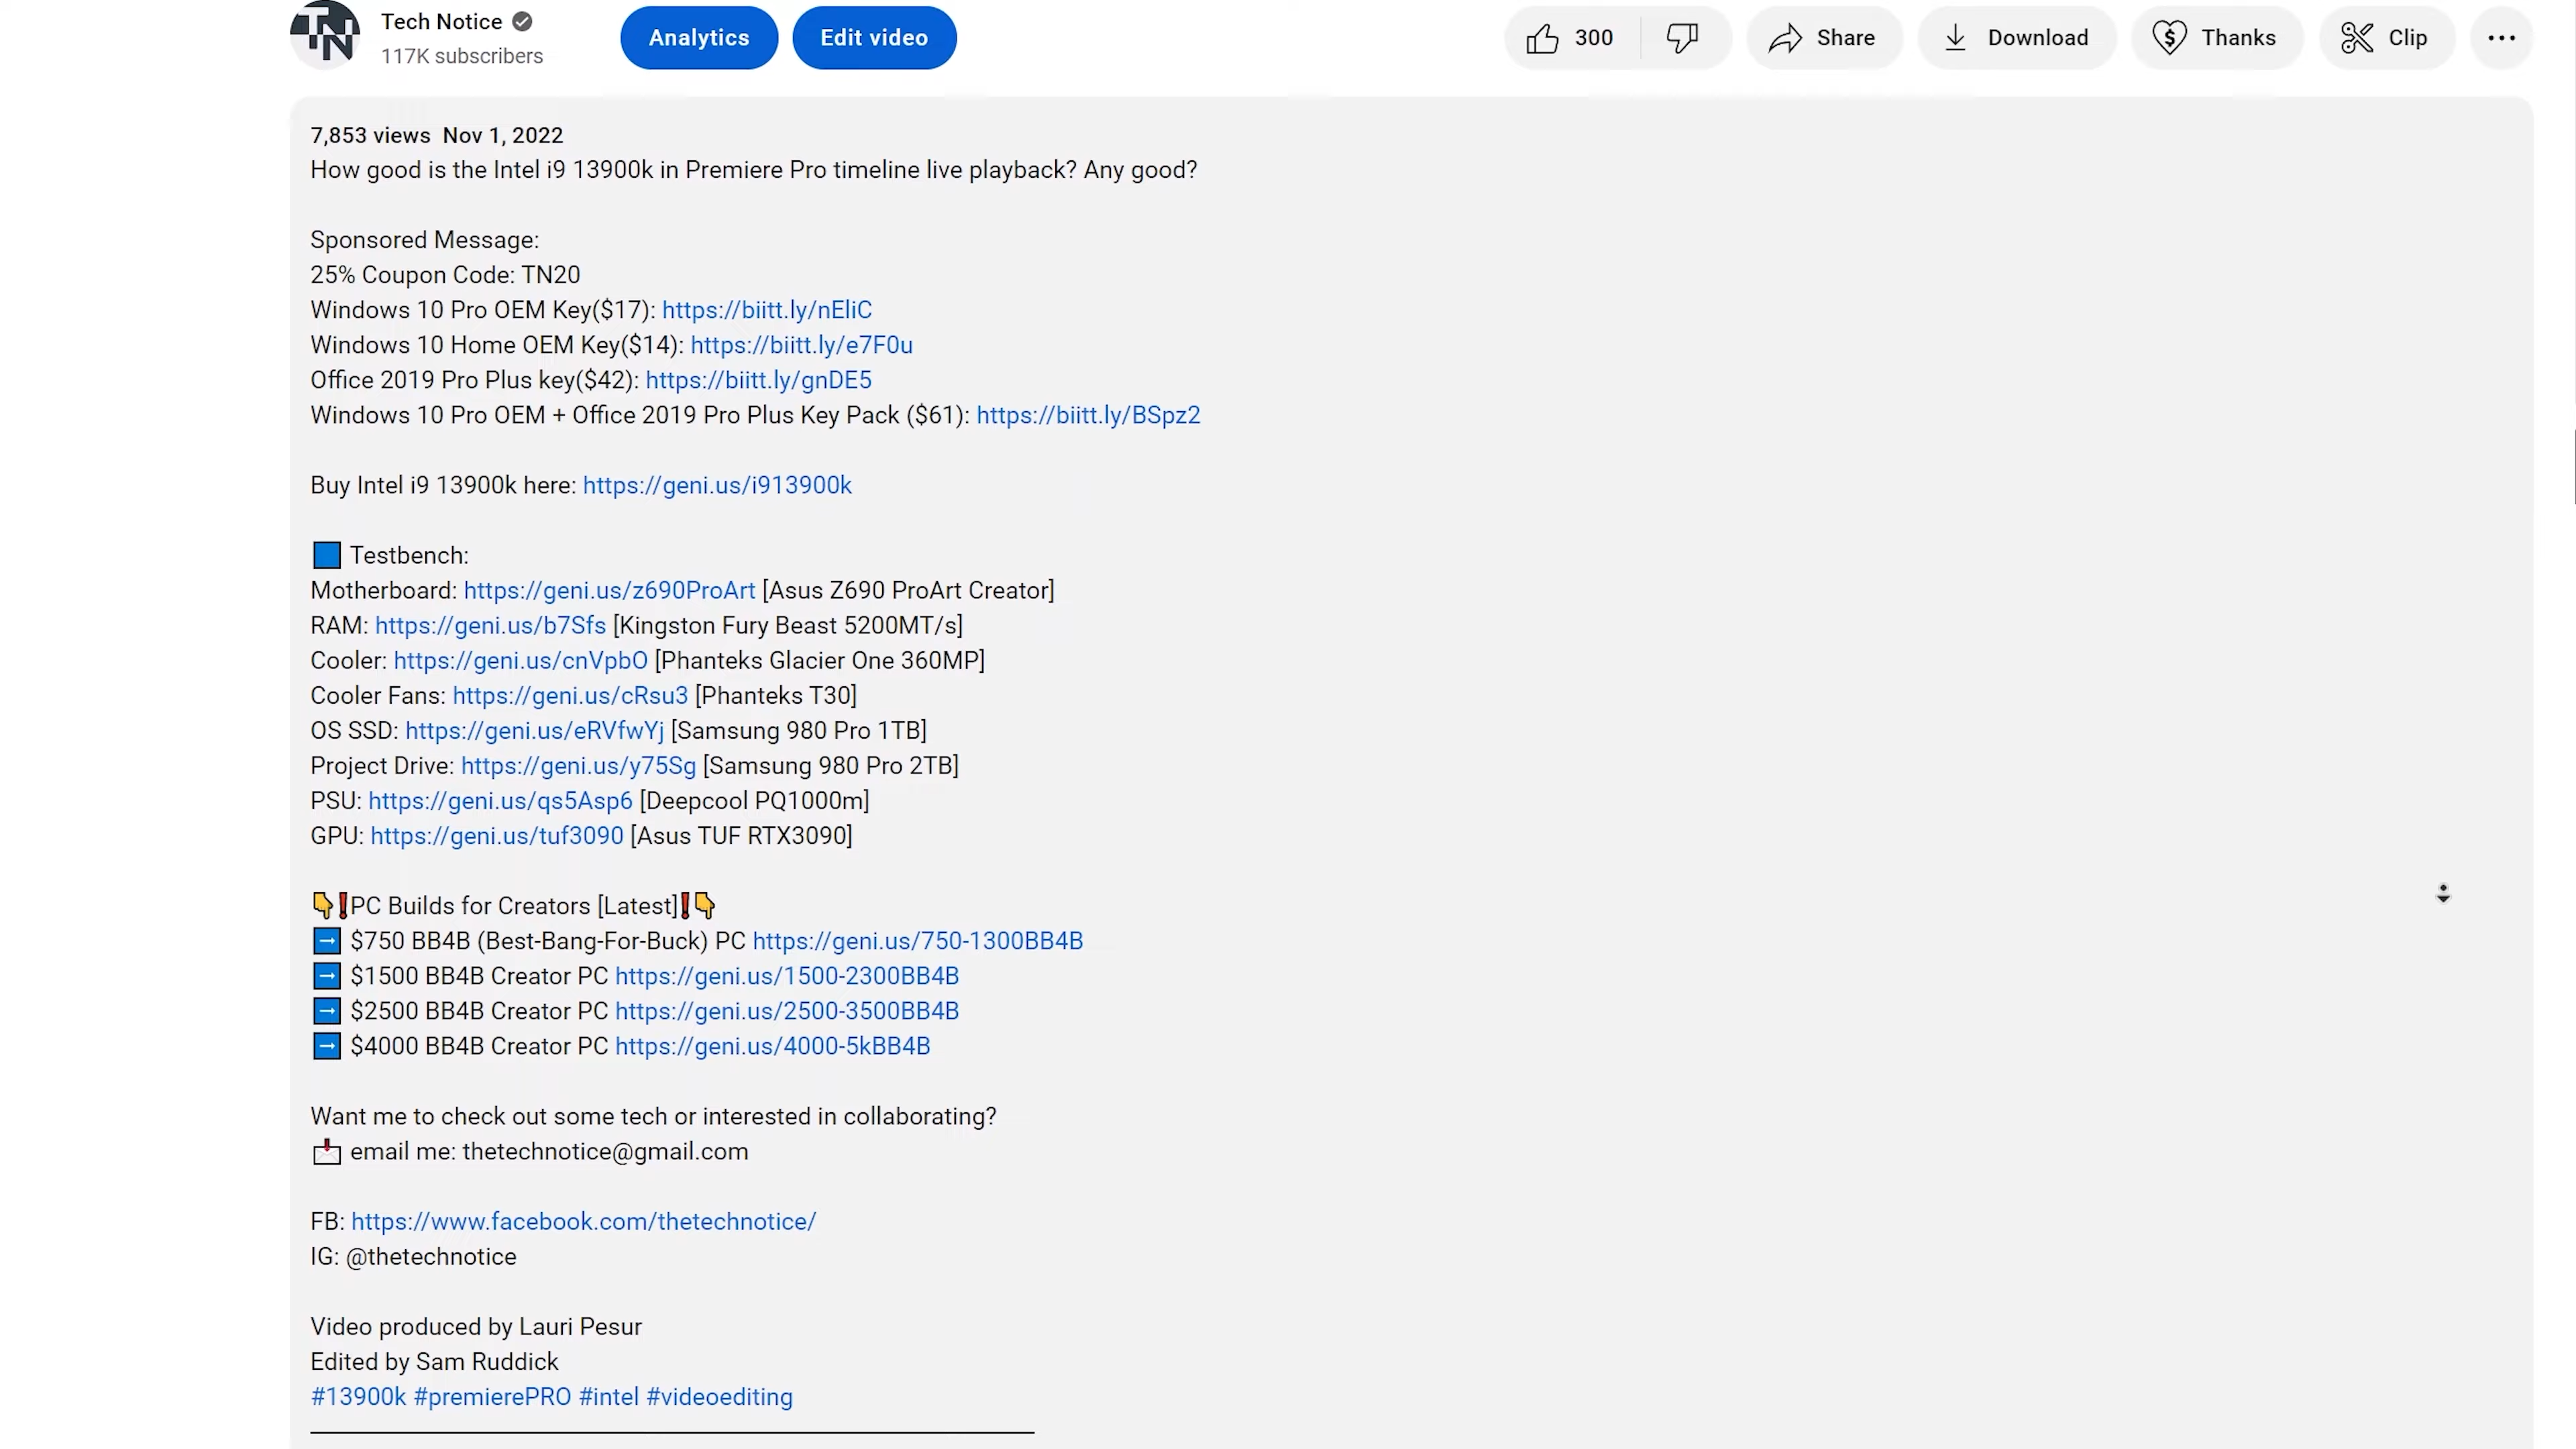 TN
Tech Notice
117K subscribers
Analytics
Edit video
300
Share
Download
Thanks
Clip
7,853 views Nov 1, 2022
How good is the Intel i9 13900k in Premiere Pro timeline live playback? Any good?
Sponsored Message:
25% Coupon Code: TN20
Windows 10 Pro OEM Key($17): https://biitt.ly/nEliC
Windows 10 Home OEM Key($14): https://biitt.ly/e7F0u
Office 2019 Pro Plus key($42): https://biitt.ly/gnDE5
Windows 10 Pro OEM + Office 2019 Pro Plus Key Pack ($61): https://biitt.ly/BSpz2
Buy Intel i9 13900k here: https://geni.us/i913900k
Testbench:
Motherboard: https://geni.us/z690ProArt [Asus Z690 ProArt Creator]
RAM: https://geni.us/b7Sfs [Kingston Fury Beast 5200MT/s]
Cooler: https://geni.us/cnVpbO [Phanteks Glacier One 360MP]
Cooler Fans: https://geni.us/cRsu3 [Phanteks T30]
OS SSD: https://geni.us/eRVfwYj [Samsung 980 Pro 1TB]
Project Drive: https://geni.us/y75Sg [Samsung 980 Pro 2TB]
PSU: https://geni.us/qs5Asp6 [Deepcool PQ1000m]
GPU: https://geni.us/tuf3090 [Asus TUF RTX3090]
👇❗PC Builds for Creators [Latest]❗👇
➡ $750 BB4B (Best-Bang-For-Buck) PC https://geni.us/750-1300BB4B
➡ $1500 BB4B Creator PC https://geni.us/1500-2300BB4B
➡ $2500 BB4B Creator PC https://geni.us/2500-3500BB4B
➡ $4000 BB4B Creator PC https://geni.us/4000-5kBB4B
Want me to check out some tech or interested in collaborating?
📩 email me: thetechnotice@gmail.com
FB: https://www.facebook.com/thetechnotice/
IG: @thetechnotice
Video produced by Lauri Pesur
Edited by Sam Ruddick
#13900k #premierePRO #intel #videoediting